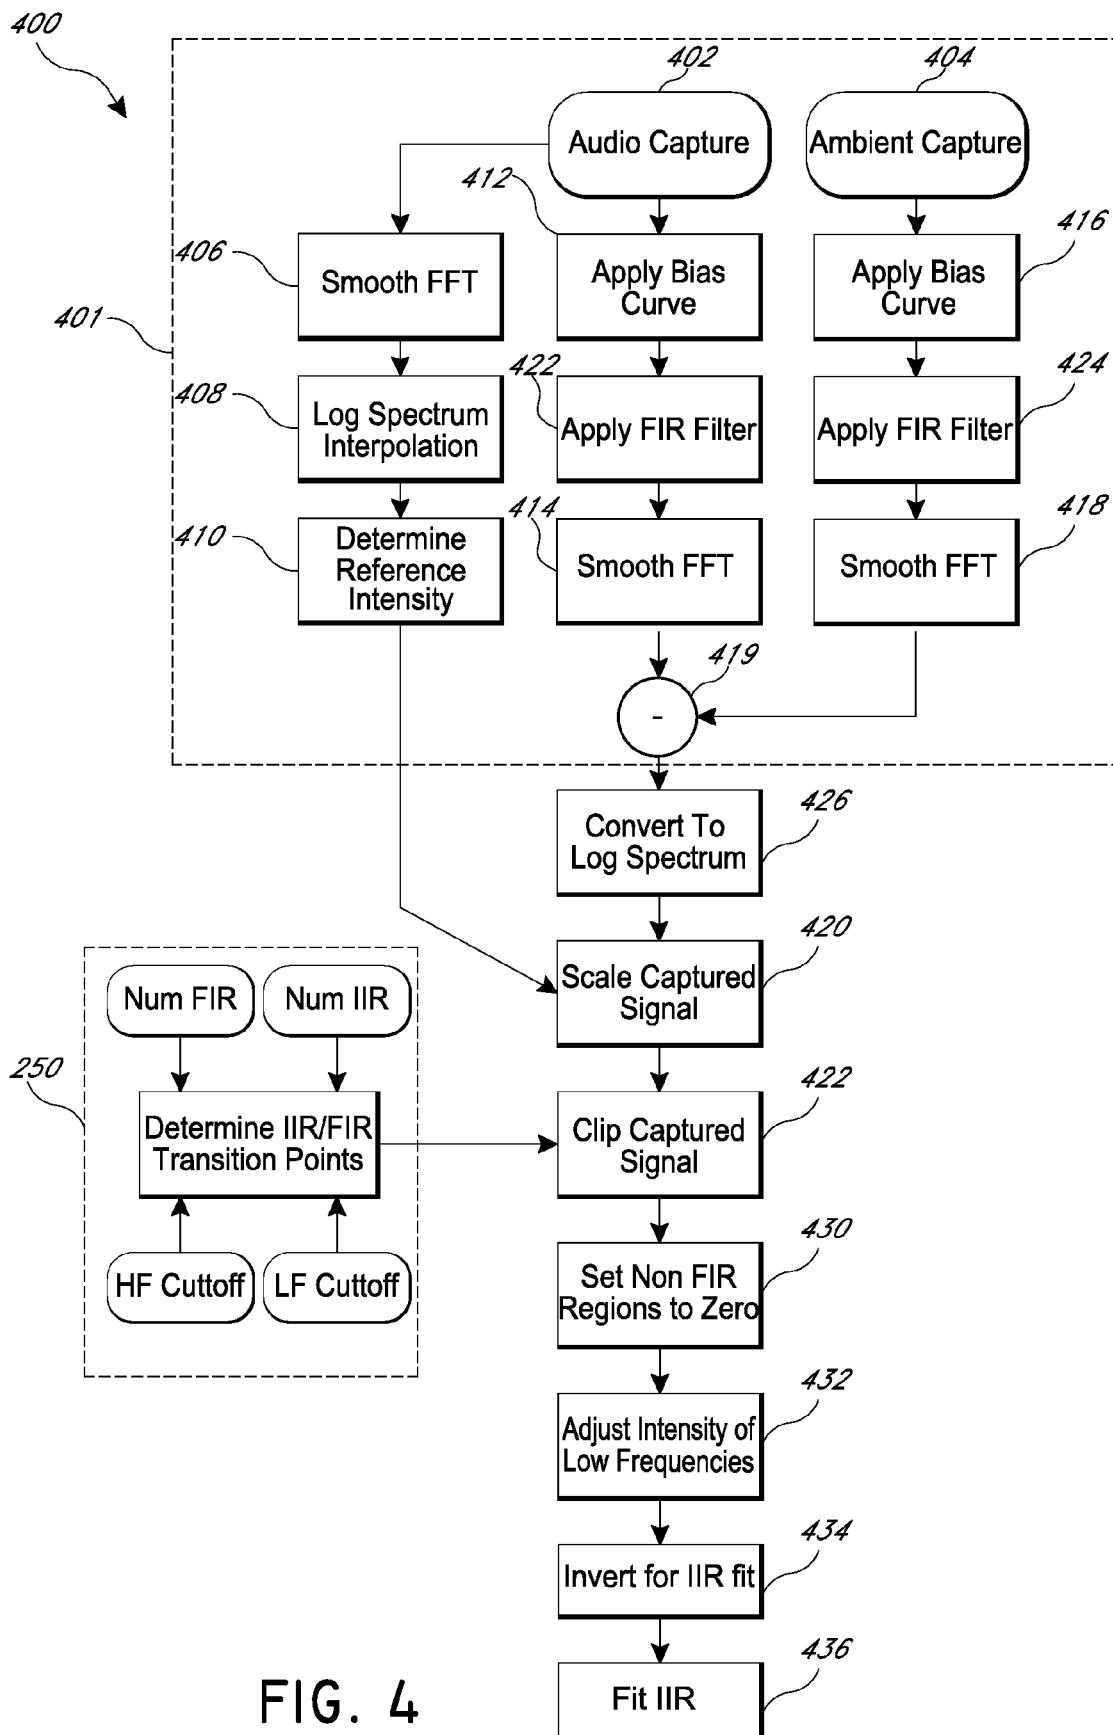 400
402
404
Audio Capture
Ambient Capture
412
406
416
Smooth FFT
Apply Bias
Curve
Apply Bias
Curve
401
408
422
424
Log Spectrum
Interpolation
Apply FIR Filter
Apply FIR Filter
410
414
418
Determine
Reference
Intensity
Smooth FFT
Smooth FFT
419
-
426
Convert To
Log Spectrum
420
Scale Captured
Signal
Num FIR
Num IIR
250
422
Determine IIR/FIR
Transition Points
Clip Captured
Signal
HF Cuttoff
LF Cuttoff
430
Set Non FIR
Regions to Zero
432
Adjust Intensity of
Low Frequencies
434
Invert for IIR fit
436
Fit IIR
FIG. 4